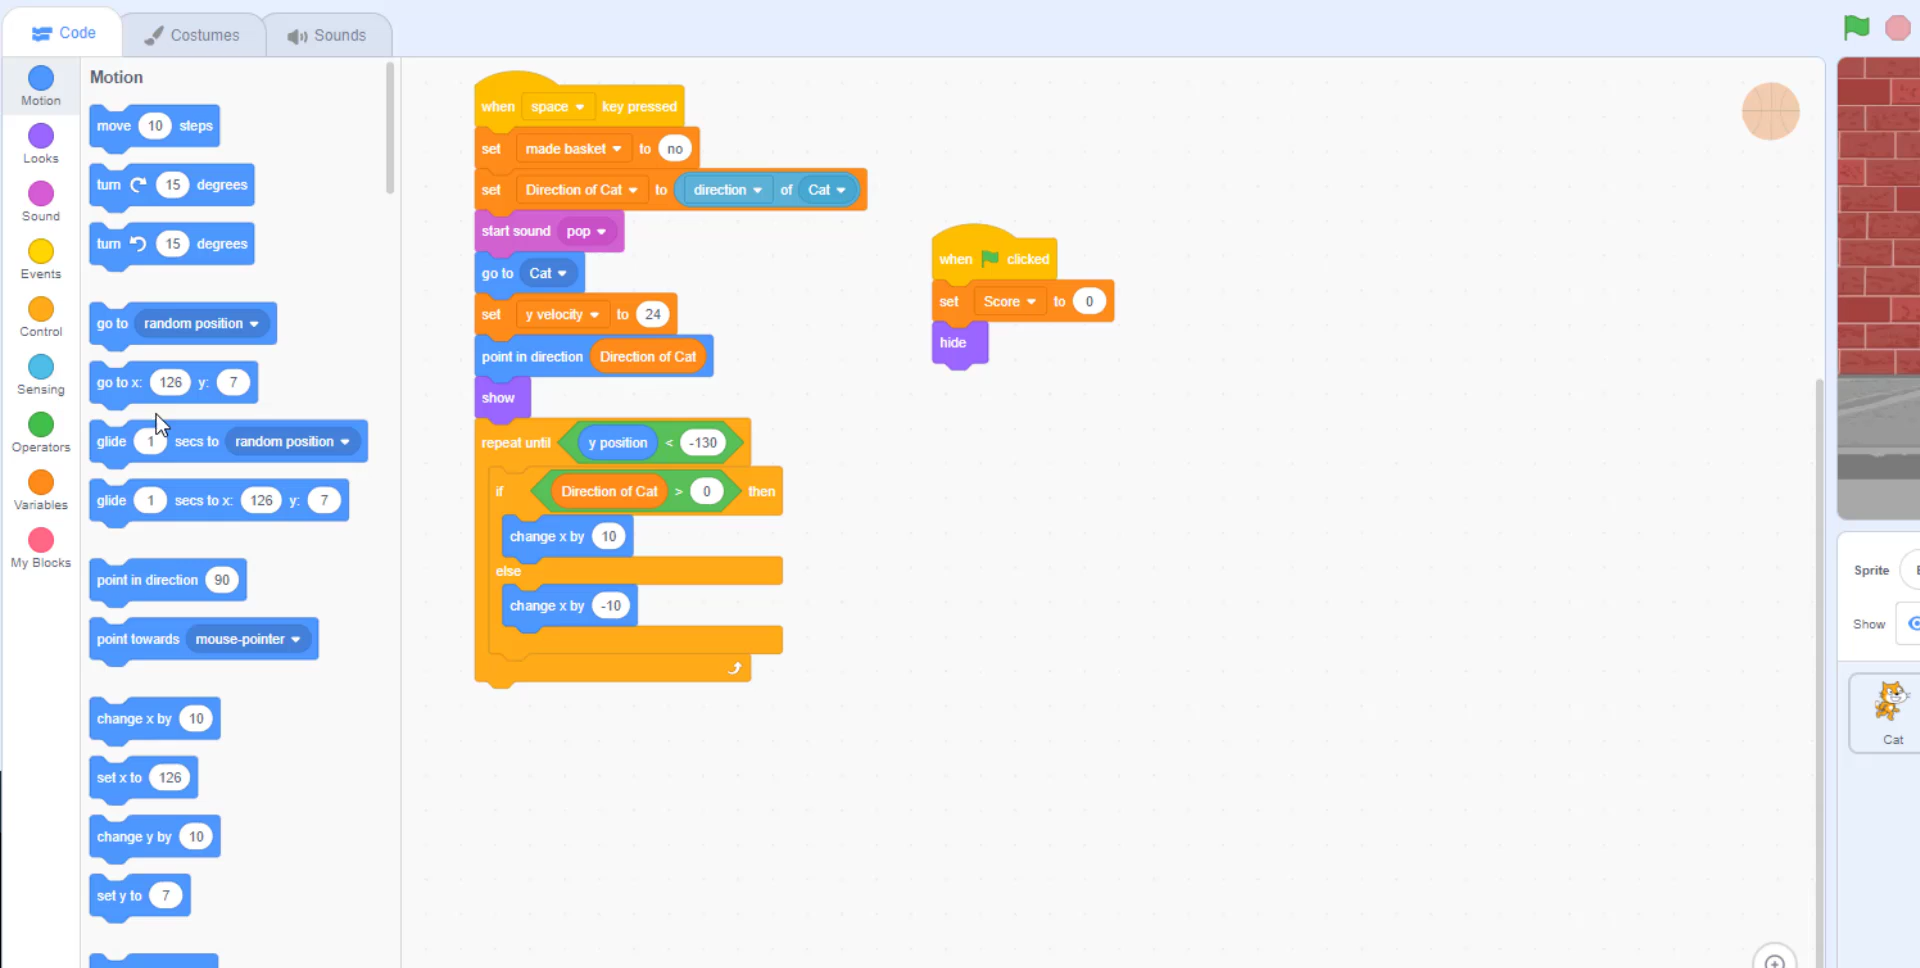 Code
Costumes
Sounds
Motion
Looks
Sound
Events
Control
Sensing
Operators
Variables
My Blocks
Motion
move 10 steps
turn 15 degrees
turn 15 degrees
go to random position
go to x: 126 y: 7
glide 1 secs to random position
glide 1 secs to x: 126 y: 7
point in direction 90
point towards mouse-pointer
change x by 10
set x to 126
change y by 10
set y to 7
when space key pressed
set made basket to no
set Direction of Cat to direction of Cat
start sound pop
go to Cat
set y velocity to 24
point in direction Direction of Cat
show
repeat until y position < -130
if Direction of Cat > 0 then
change x by 10
else
change x by -10
when clicked
set Score to 0
hide
Sprite
Show
Cat